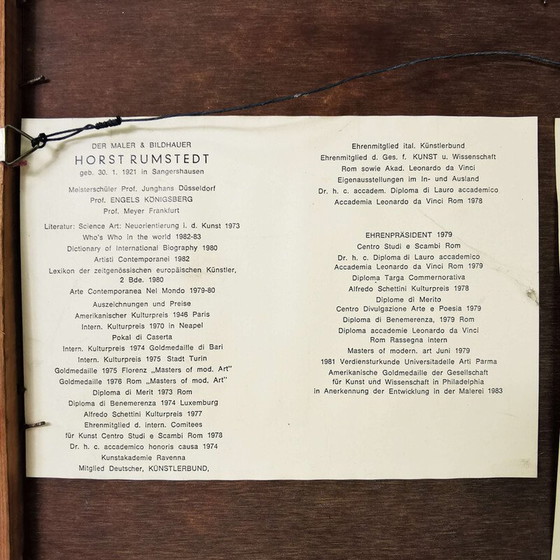 DER MALER & BILDHAUER
HORST RUMSTEDT
geb. 30. 1. 1921 in Sangershausen
Meisterschüler Prof. Junghans Düsseldorf
Prof. ENGELS KÖNIGSBERG
Prof. Meyer Frankfurt
Literatur: Science Art: Neuorientierung i. d. Kunst 1973
Who's Who in the world 1982-83
Dictionary of International Biography 1980
Artisti Contemporanei 1982
Lexikon der zeitgenössischen europäischen Künstler,
2 Bde. 1980
Arte Contemporanea Nel Mondo 1979-80
Auszeichnungen und Preise
Amerikanischer Kulturpreis 1946 Paris
Intern. Kulturpreis 1970 in Neapel
Pokal di Caserta
Intern. Kulturpreis 1974 Goldmedaille di Bari
Intern. Kulturpreis 1975 Stadt Turin
Goldmedaille 1975 Florenz „Masters of mod. Art"
Goldmedaille 1976 Rom „Masters of mod. Art"
Diploma di Merit 1973 Rom
Diploma di Benemerenza 1974 Luxemburg
Alfredo Schettini Kulturpreis 1977
Ehrenmitglied d. intern. Comitees
für Kunst Centro Studi e Scambi Rom 1978
Dr. h. c. accademico honoris causa 1974
Kunstakademie Ravenna
Mitglied Deutscher, KÜNSTLERBUND,
Ehrenmitglied ital. Künstlerbund
Ehrenmitglied d. Ges. f. KUNST u. Wissenschaft
Rom sowie Akad. Leonardo da Vinci
Eigenausstellungen im In- und Ausland
Dr. h. c. accadem. Diploma di Lauro accademico
Accademia Leonardo da Vinci Rom 1978
EHRENPRÄSIDENT 1979
Centro Studi e Scambi Rom
Dr. h. c. Diploma di Lauro accademico
Accademia Leonardo da Vinci Rom 1979
Diploma Targa Commernorativa
Alfredo Schettini Kulturpreis 1978
Diplome di Merito
Centro Divulgazione Arte e Poesia 1979
Diploma di Benemerenza, 1979 Rom
Diploma accademie Leonardo da Vinci
Rom Rassegna intern
Masters of modern. art Juni 1979
1981 Verdiensturkunde Universitadelle Arti Parma
Amerikanische Goldmedaille der Gesellschaft
für Kunst und Wissenschaft in Philadelphia
in Anerkennung der Entwicklung in der Malerei 1983